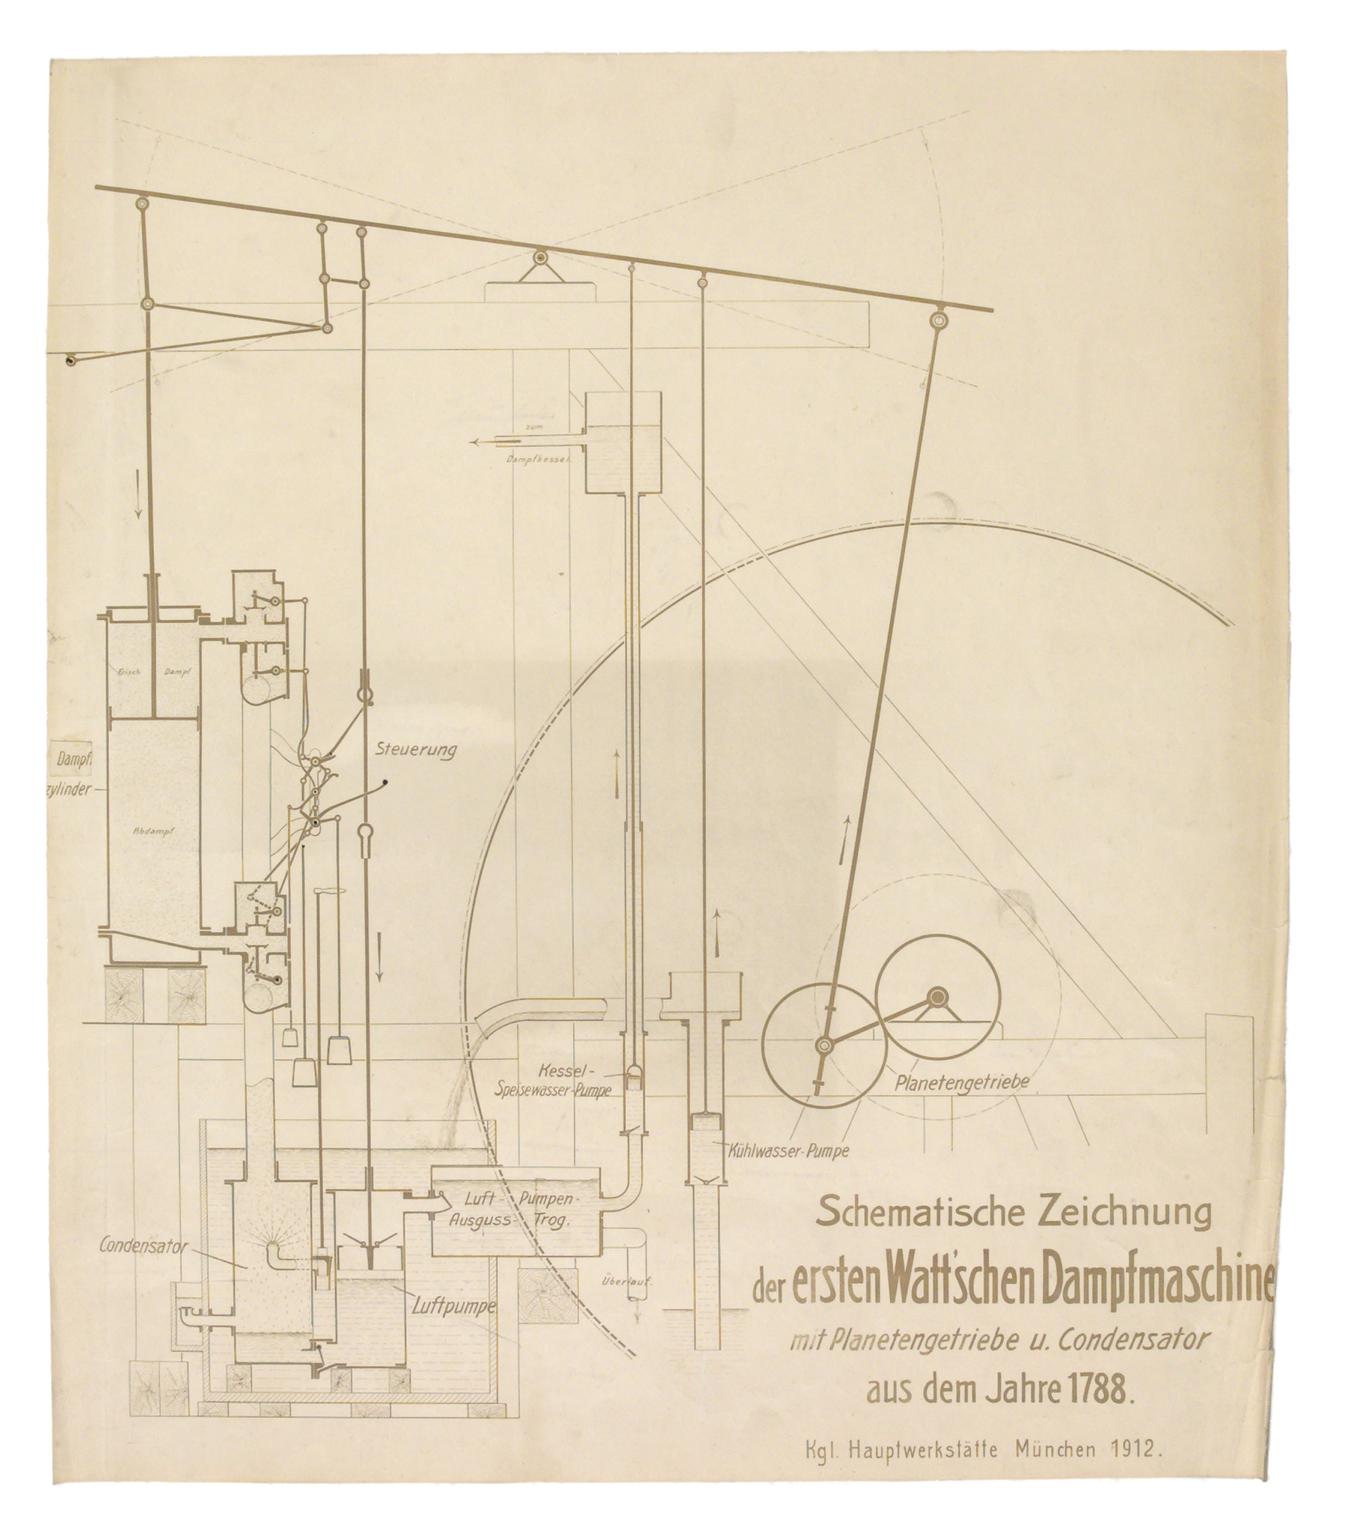 zum
Dampfkessel.
Frisch Dampf
Steuerung
Dampf.
zylinder
Abdampf
Kessel-
Speisewasser-Pumpe
Planetengetriebe
Kühlwasser-Pumpe
Luft - Pumpen-
Ausguss- Trog.
Condensator
Überlauf.
Luftpumpe
Schematische Zeichnung
der ersten Watt'schen Dampfmaschine
mit Planetengetriebe u. Condensator
aus dem Jahre 1788.
Kgl. Hauptwerkstätte München 1912.